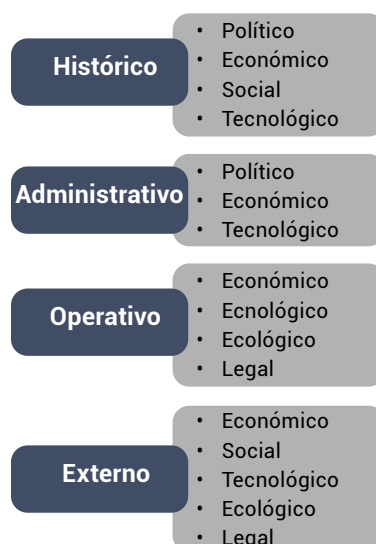 Histórico
• Político
• Económico
• Social
• Tecnológico
Administrativo
• Político
• Económico
• Tecnológico
Operativo
• Económico
• Ecnológico
• Ecológico
• Legal
Externo
• Económico
• Social
• Tecnológico
• Ecológico
• Legal